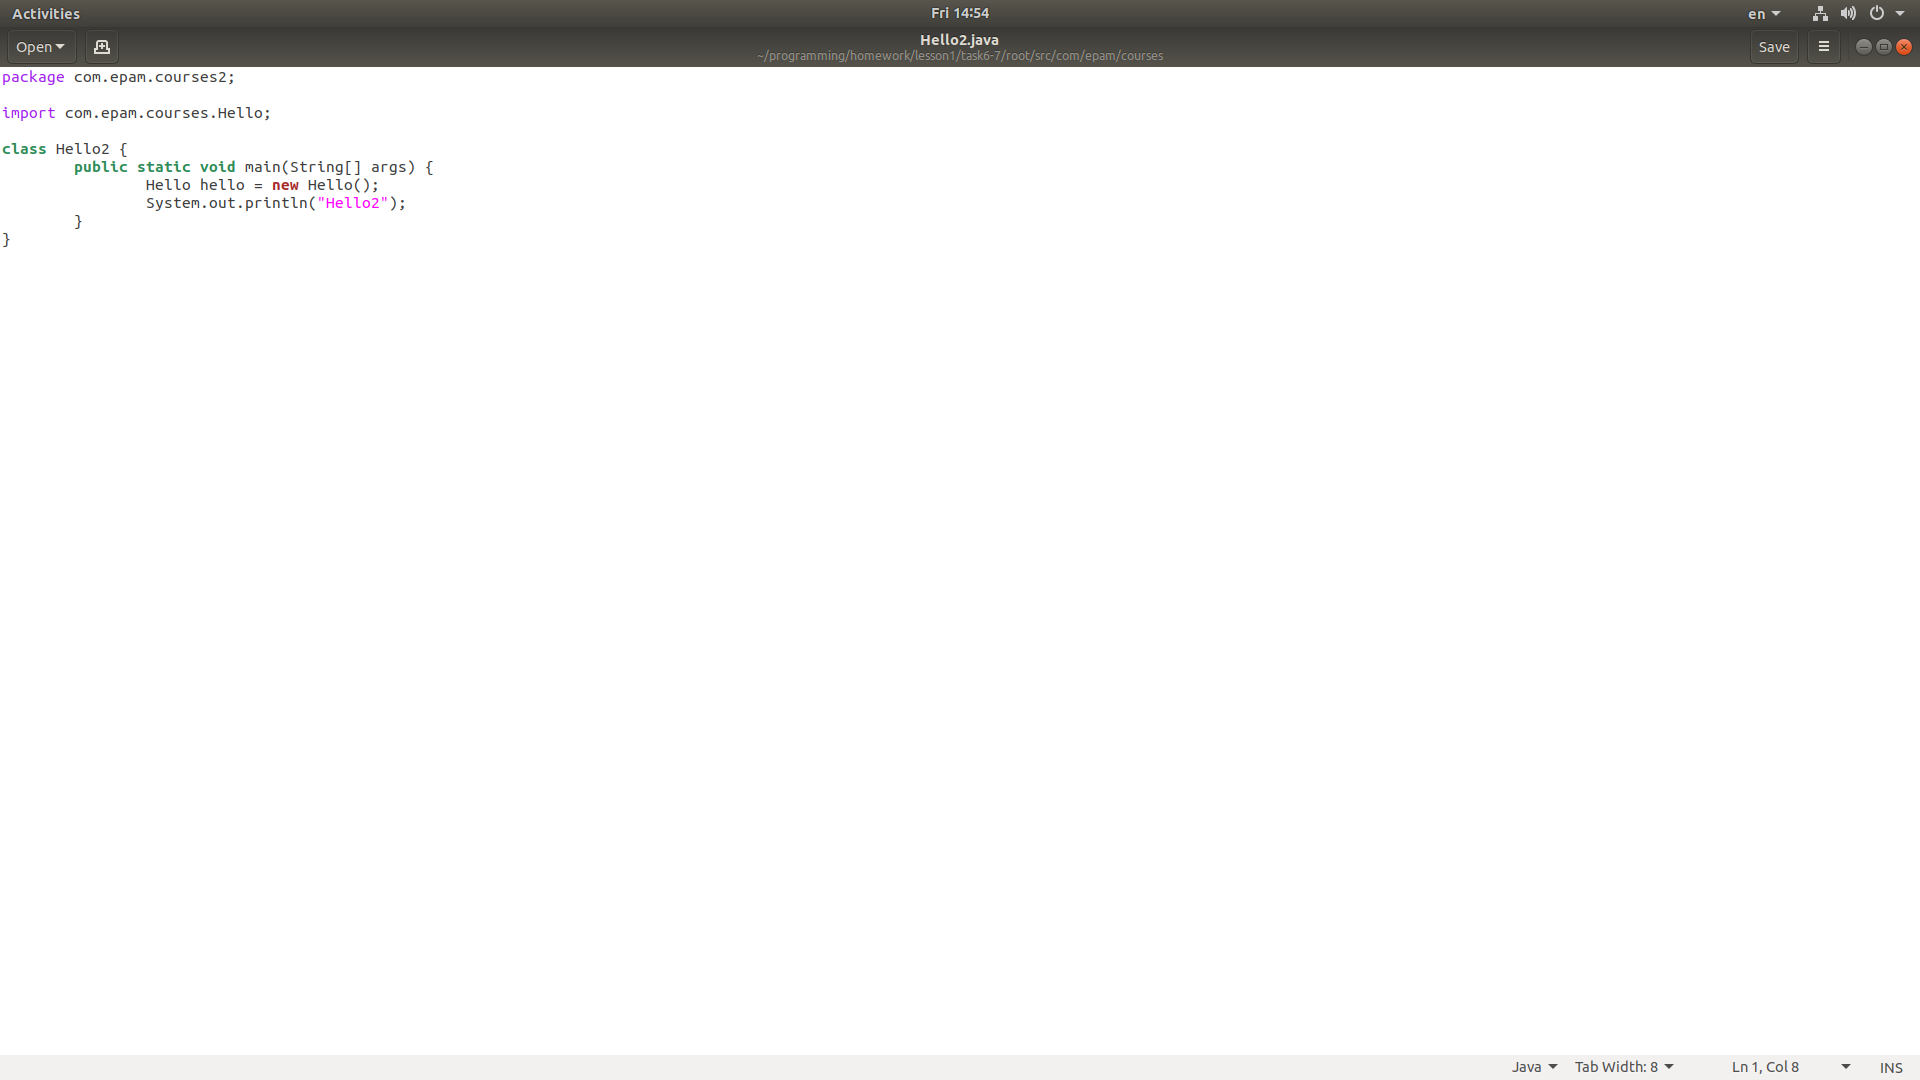 Activities
Fri 14:54
en
Open
Hello2.java
~/programming/homework/lesson1/task6-7/root/src/com/epam/courses
Save
package com.epam.courses2;
import com.epam.courses.Hello;
class Hello2 {
public static void main(String[] args) {
Hello hello = new Hello();
System.out.println("Hello2");
}
}
Java
Tab Width: 8
Ln 1, Col 8
INS